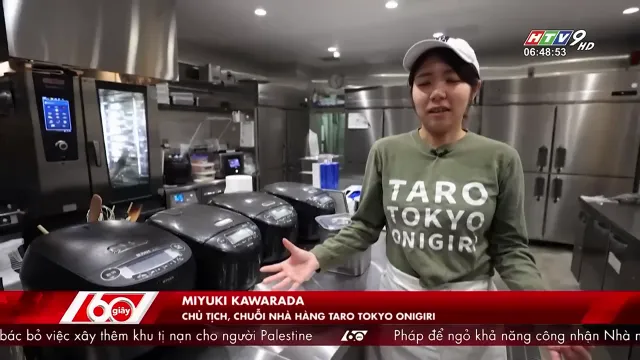 HTV9 HD
06:48:53
TARO
TOKYO
ONIGIRI
60 giây
MIYUKI KAWARADA
CHỦ TỊCH, CHUỖI NHÀ HÀNG TARO TOKYO ONIGIRI
bác bỏ việc xây thêm khu tị nạn cho người Palestine 60s Pháp để ngỏ khả năng công nhận Nhà n